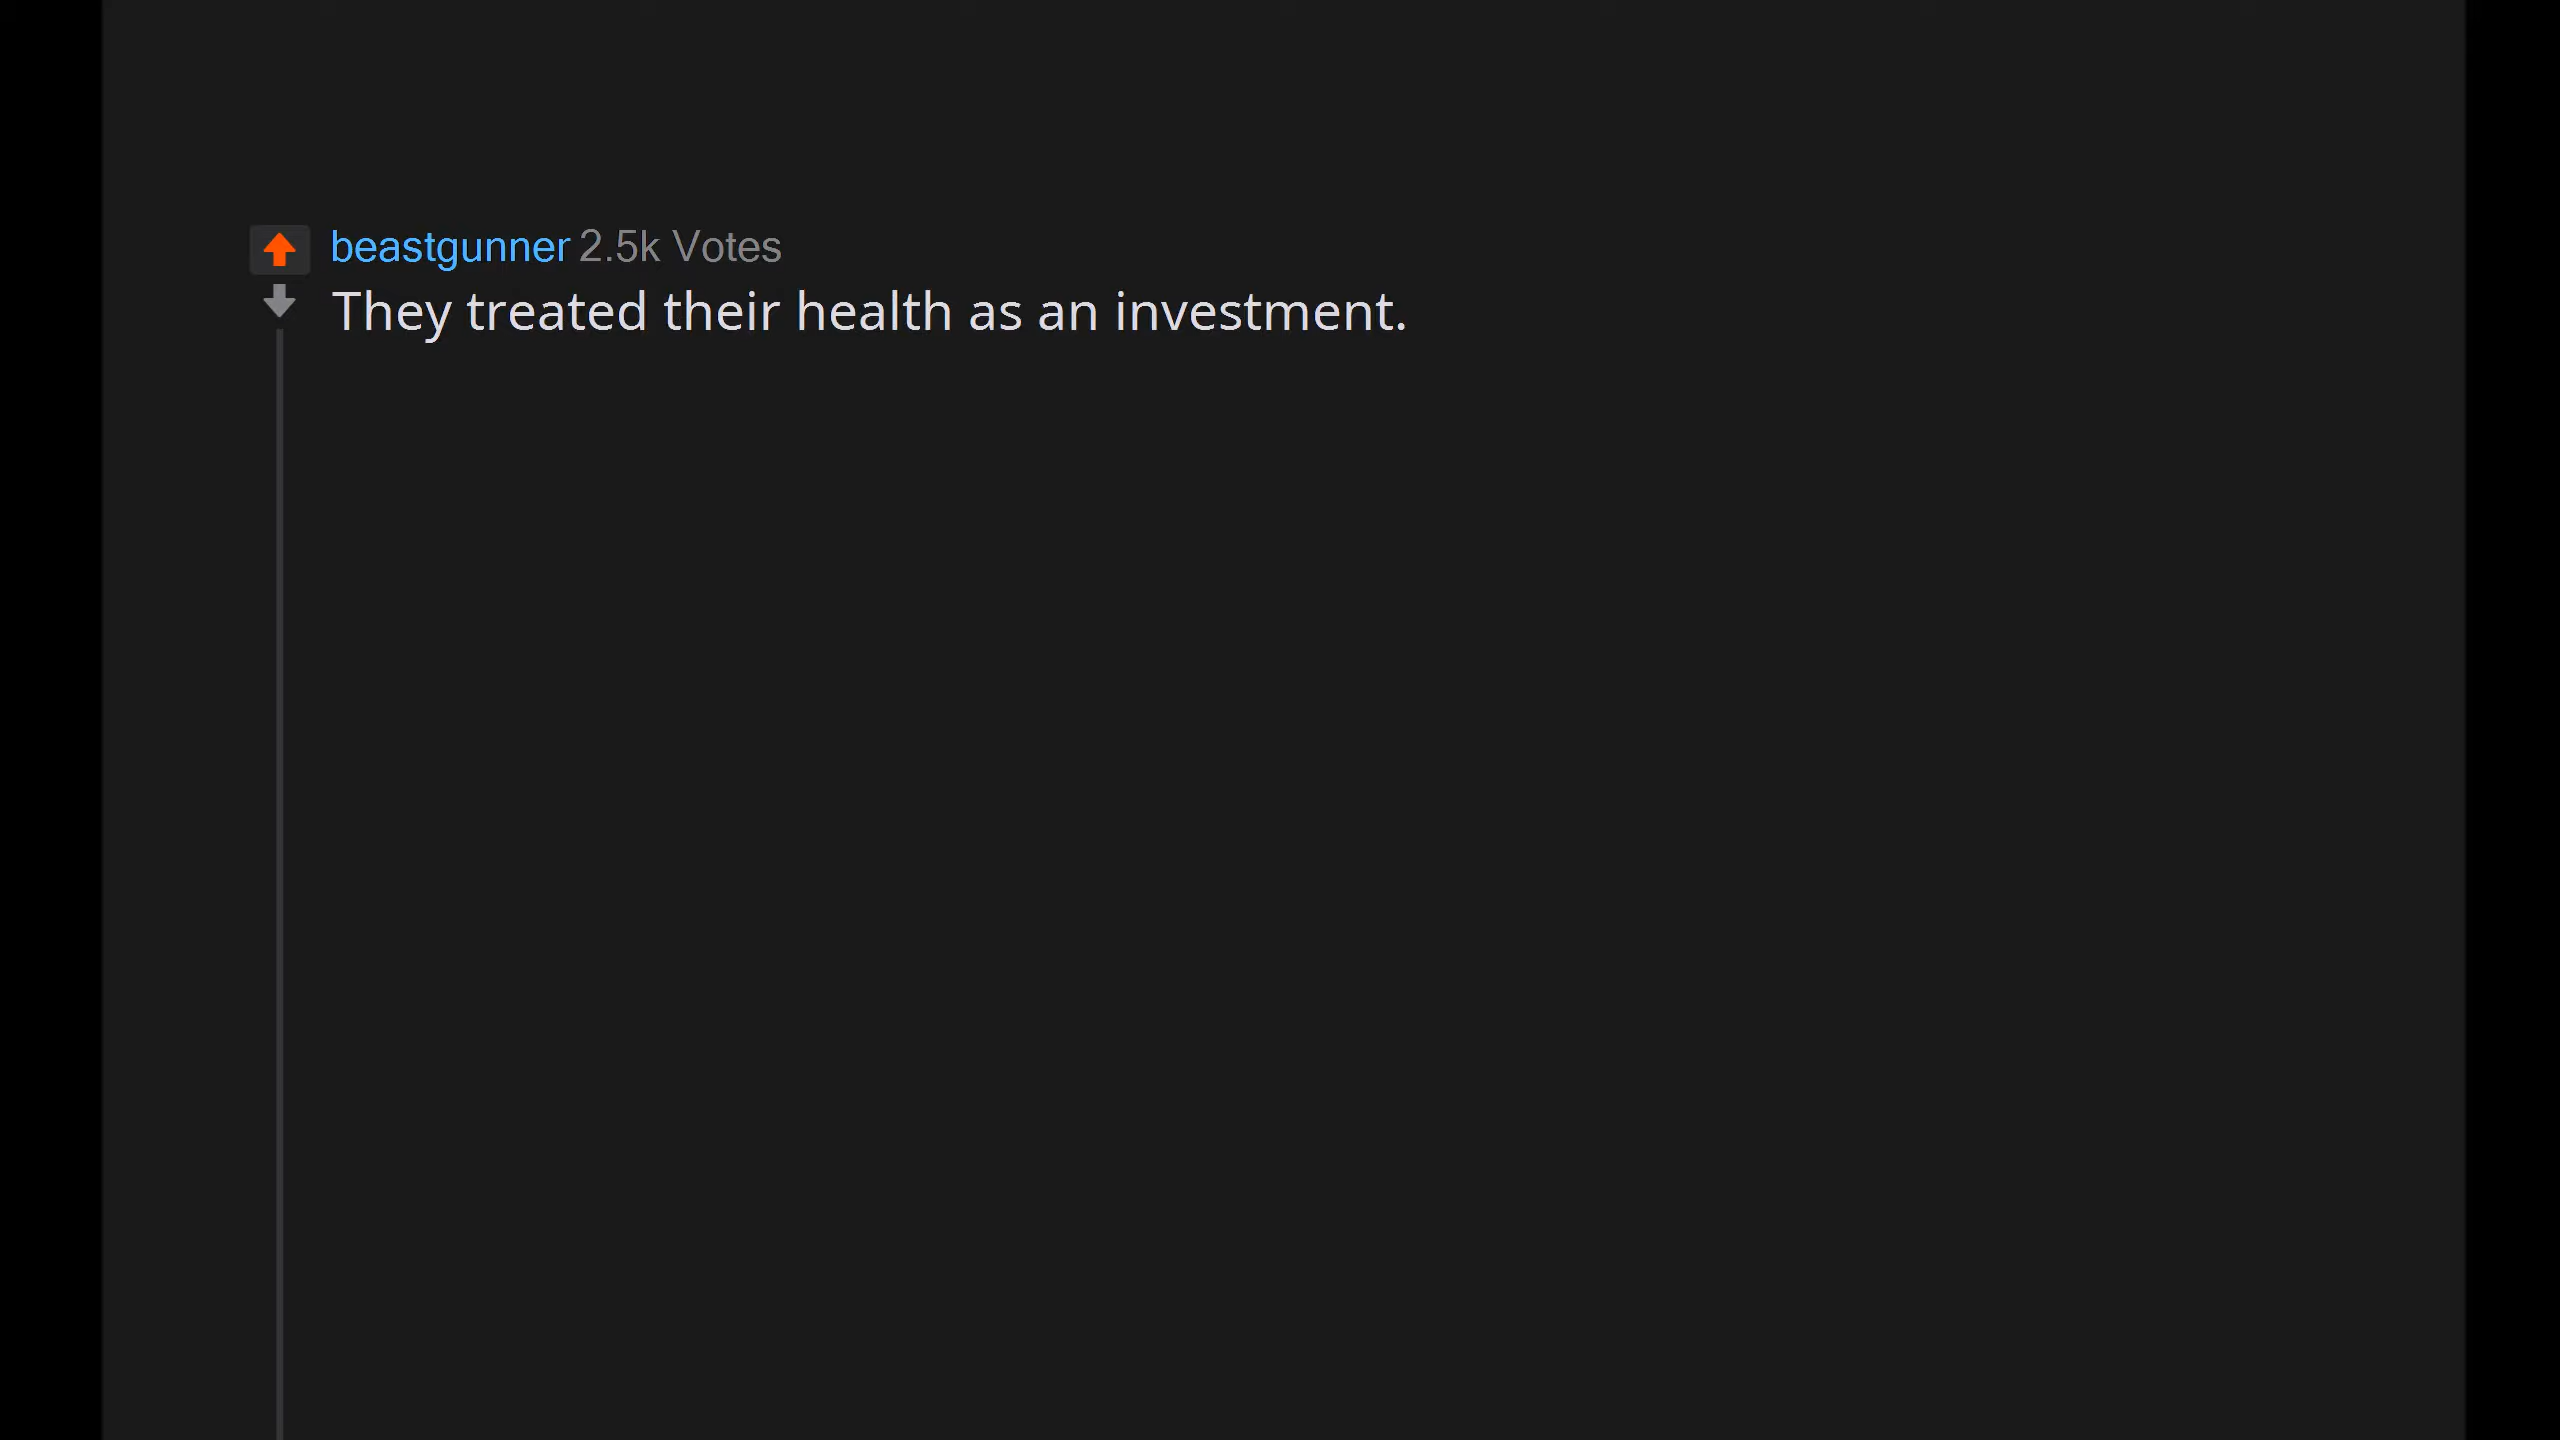 beastgunner 2.5k Votes
They treated their health as an investment.